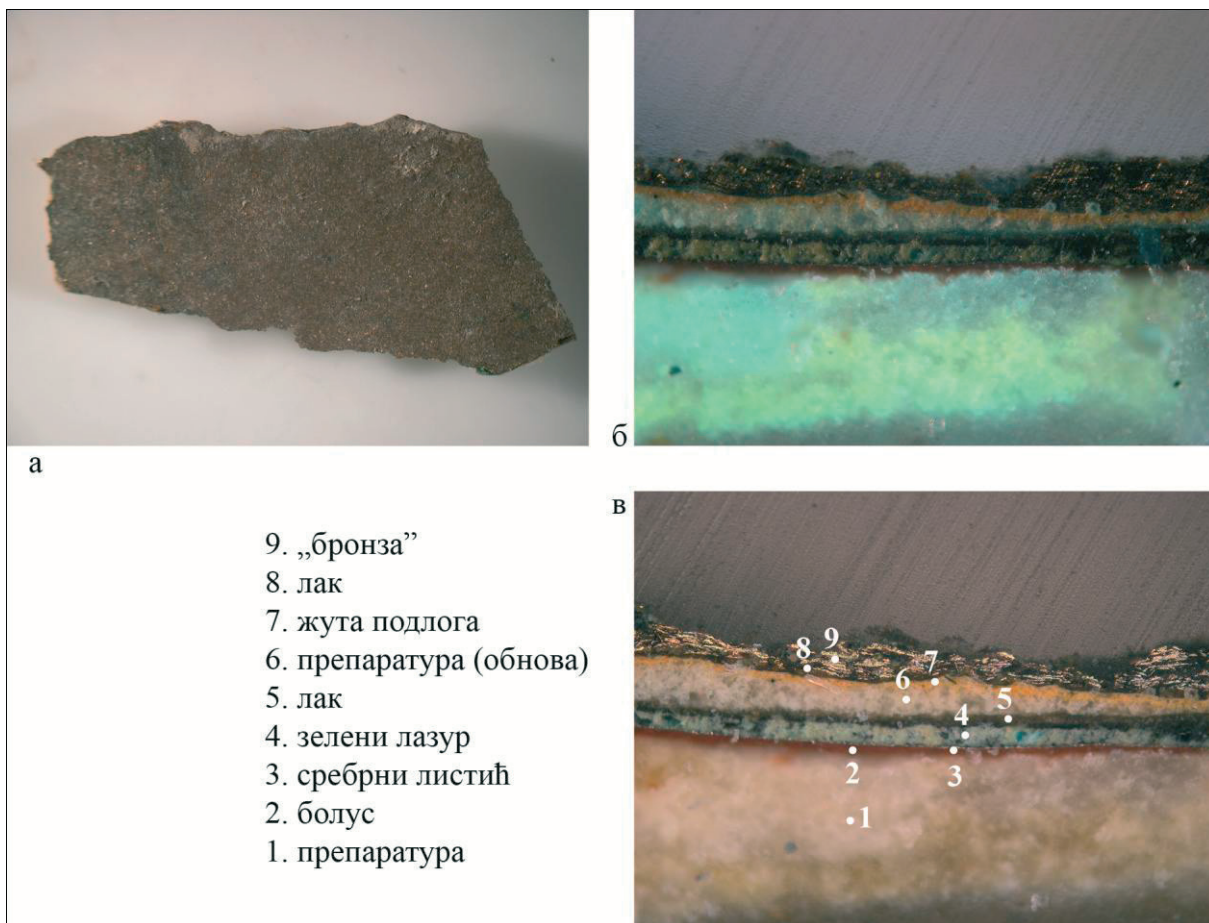 а
б
в
9. „бронза”
8. лак
7. жута подлога
6. препаратура (обнова)
5. лак
4. зелени лазур
3. сребрни листић
2. болус
1. препаратура
8
9
7
6
5
4
2
3
1